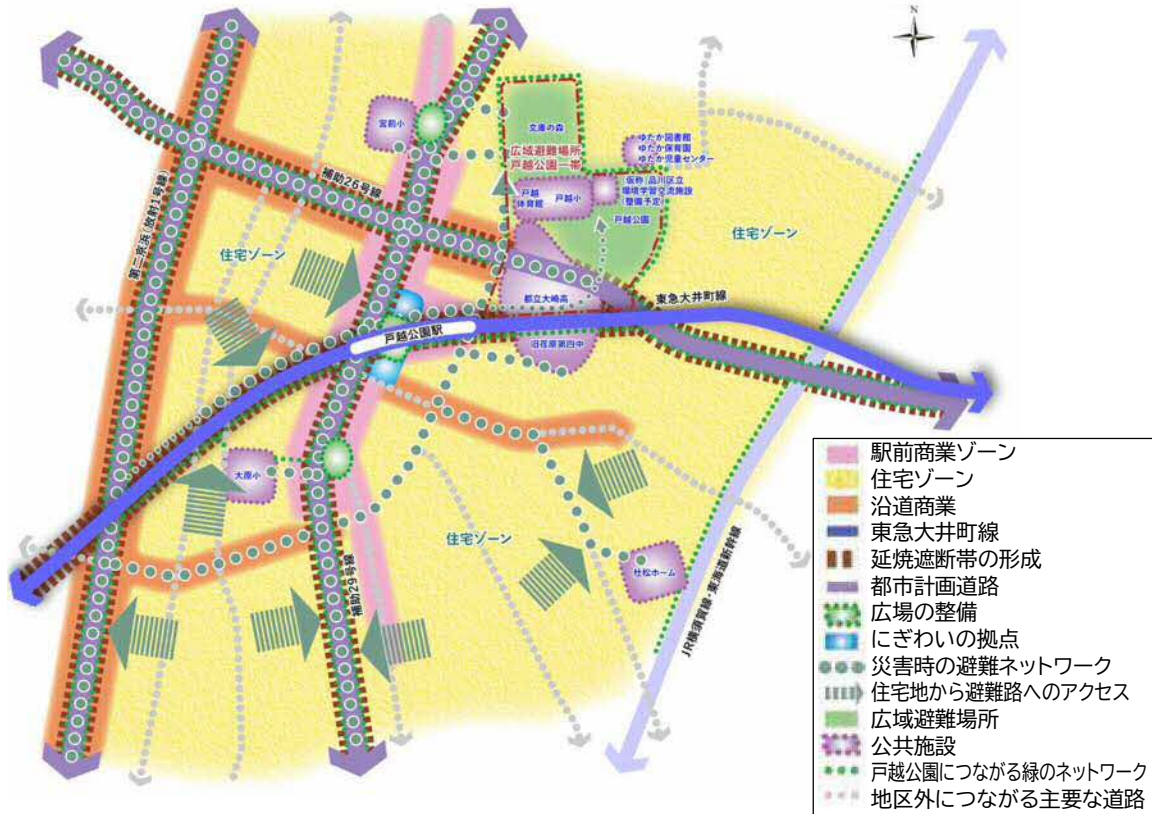 N
宮前小
文庫の森
広域避難場所
戸越公園一帯
ゆたか図書館
ゆたか保育園
ゆたか児童センター
戸越
体育館
戸越小
(仮称)品川区立
環境学習交流施設
(整備予定)
戸越公園
補助26号線
第二京浜(放射1号線)
住宅ゾーン
住宅ゾーン
都立大崎高
東急大井町線
戸越公園駅
旧荏原第四中
大原小
住宅ゾーン
杜松ホーム
補助29号線
JR横須賀線・東海道新幹線
駅前商業ゾーン
住宅ゾーン
沿道商業
東急大井町線
延焼遮断帯の形成
都市計画道路
広場の整備
にぎわいの拠点
災害時の避難ネットワーク
住宅地から避難路へのアクセス
広域避難場所
公共施設
戸越公園につながる緑のネットワーク
地区外につながる主要な道路